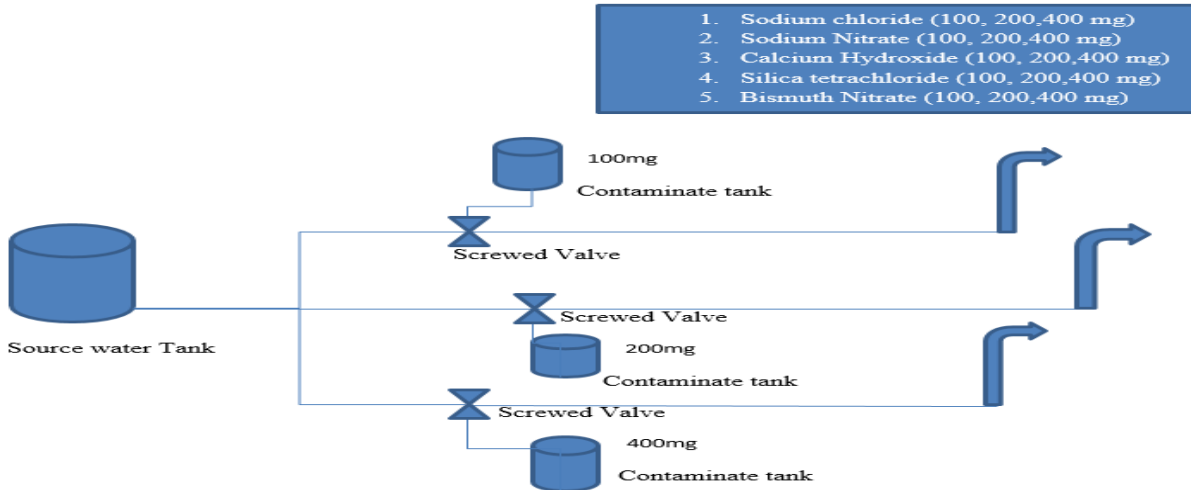 1. Sodium chloride (100, 200,400 mg)
2. Sodium Nitrate (100, 200,400 mg)
3. Calcium Hydroxide (100, 200,400 mg)
4. Silica tetrachloride (100, 200,400 mg)
5. Bismuth Nitrate (100, 200,400 mg)
100mg
Contaminate tank
Screwed Valve
Screwed Valve
Source water Tank
200mg
Contaminate tank
Screwed Valve
400mg
Contaminate tank